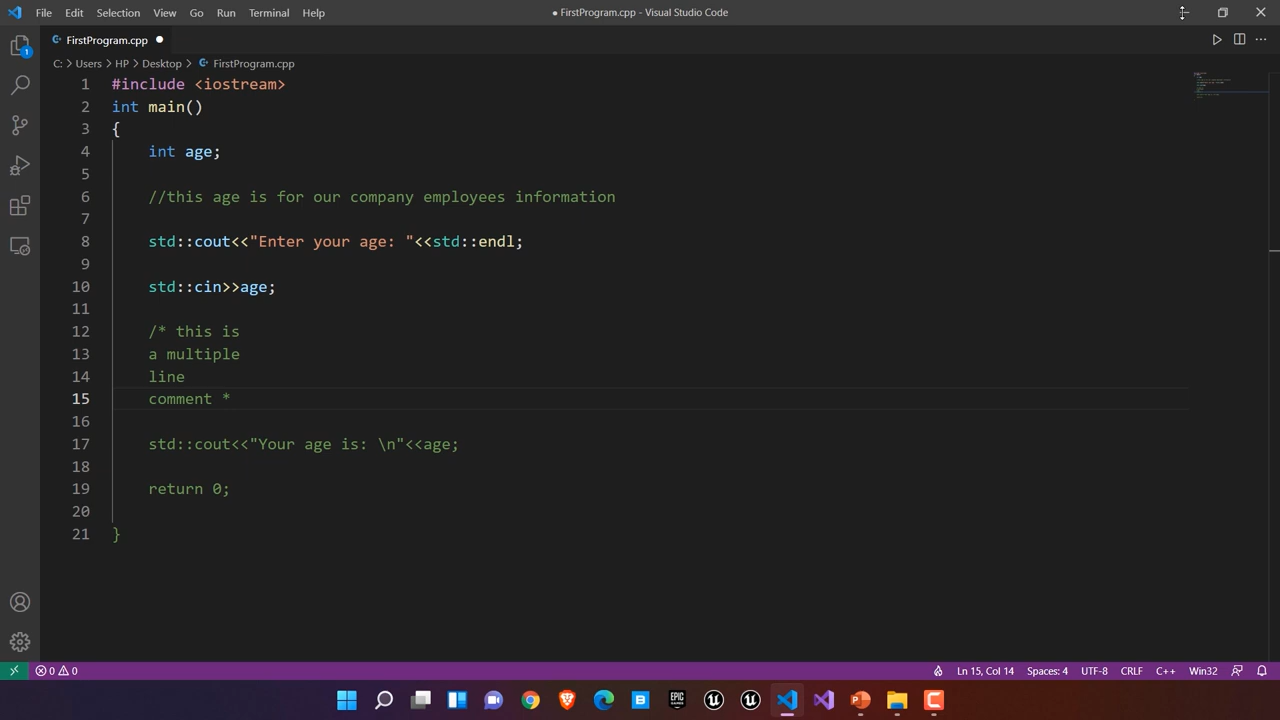 File Edit Selection View Go Run Terminal Help ● FirstProgram.cpp - Visual Studio Code
FirstProgram.cpp
C: > Users > HP > Desktop > FirstProgram.cpp
1 #include <iostream>
2 int main()
3 {
4 int age;
5
6 //this age is for our company employees information
7
8 std::cout<<"Enter your age: "<<std::endl;
9
10 std::cin>>age;
11
12 /* this is
13 a multiple
14 line
15 comment *
16
17 std::cout<<"Your age is: \n"<<age;
18
19 return 0;
20
21 }
1
0 0 Ln 15, Col 14 Spaces: 4 UTF-8 CRLF C++ Win32
EPIC GAMES